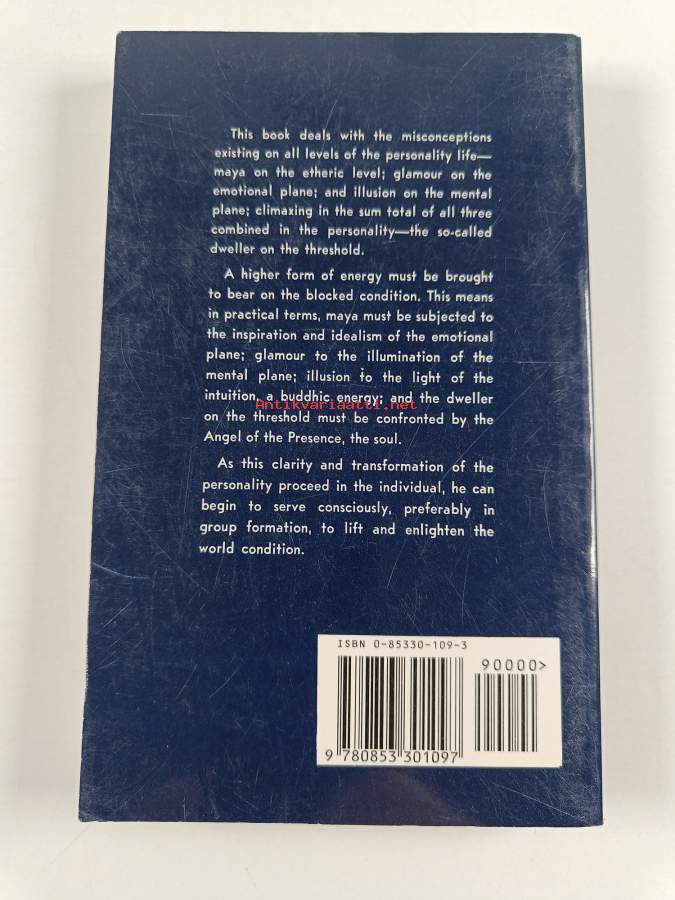 This book deals with the misconceptions
existing on all levels of the personality life—
maya on the etheric level; glamour on the
emotional plane; and illusion on the mental
plane; climaxing in the sum total of all three
combined in the personality—the so-called
dweller on the threshold.
A higher form of energy must be brought
to bear on the blocked condition. This means
in practical terms, maya must be subjected to
the inspiration and idealism of the emotional
plane; glamour to the illumination of the
mental plane; illusion to the light of the
intuition, a buddhic energy; and the dweller
Antikvariaatti.net
on the threshold must be confronted by the
Angel of the Presence, the soul.
As this clarity and transformation of the
personality proceed in the individual, he can
begin to serve consciously, preferably in
group formation, to lift and enlighten the
world condition.
ISBN 0-85330-109-3
90000>
9 780853 301097